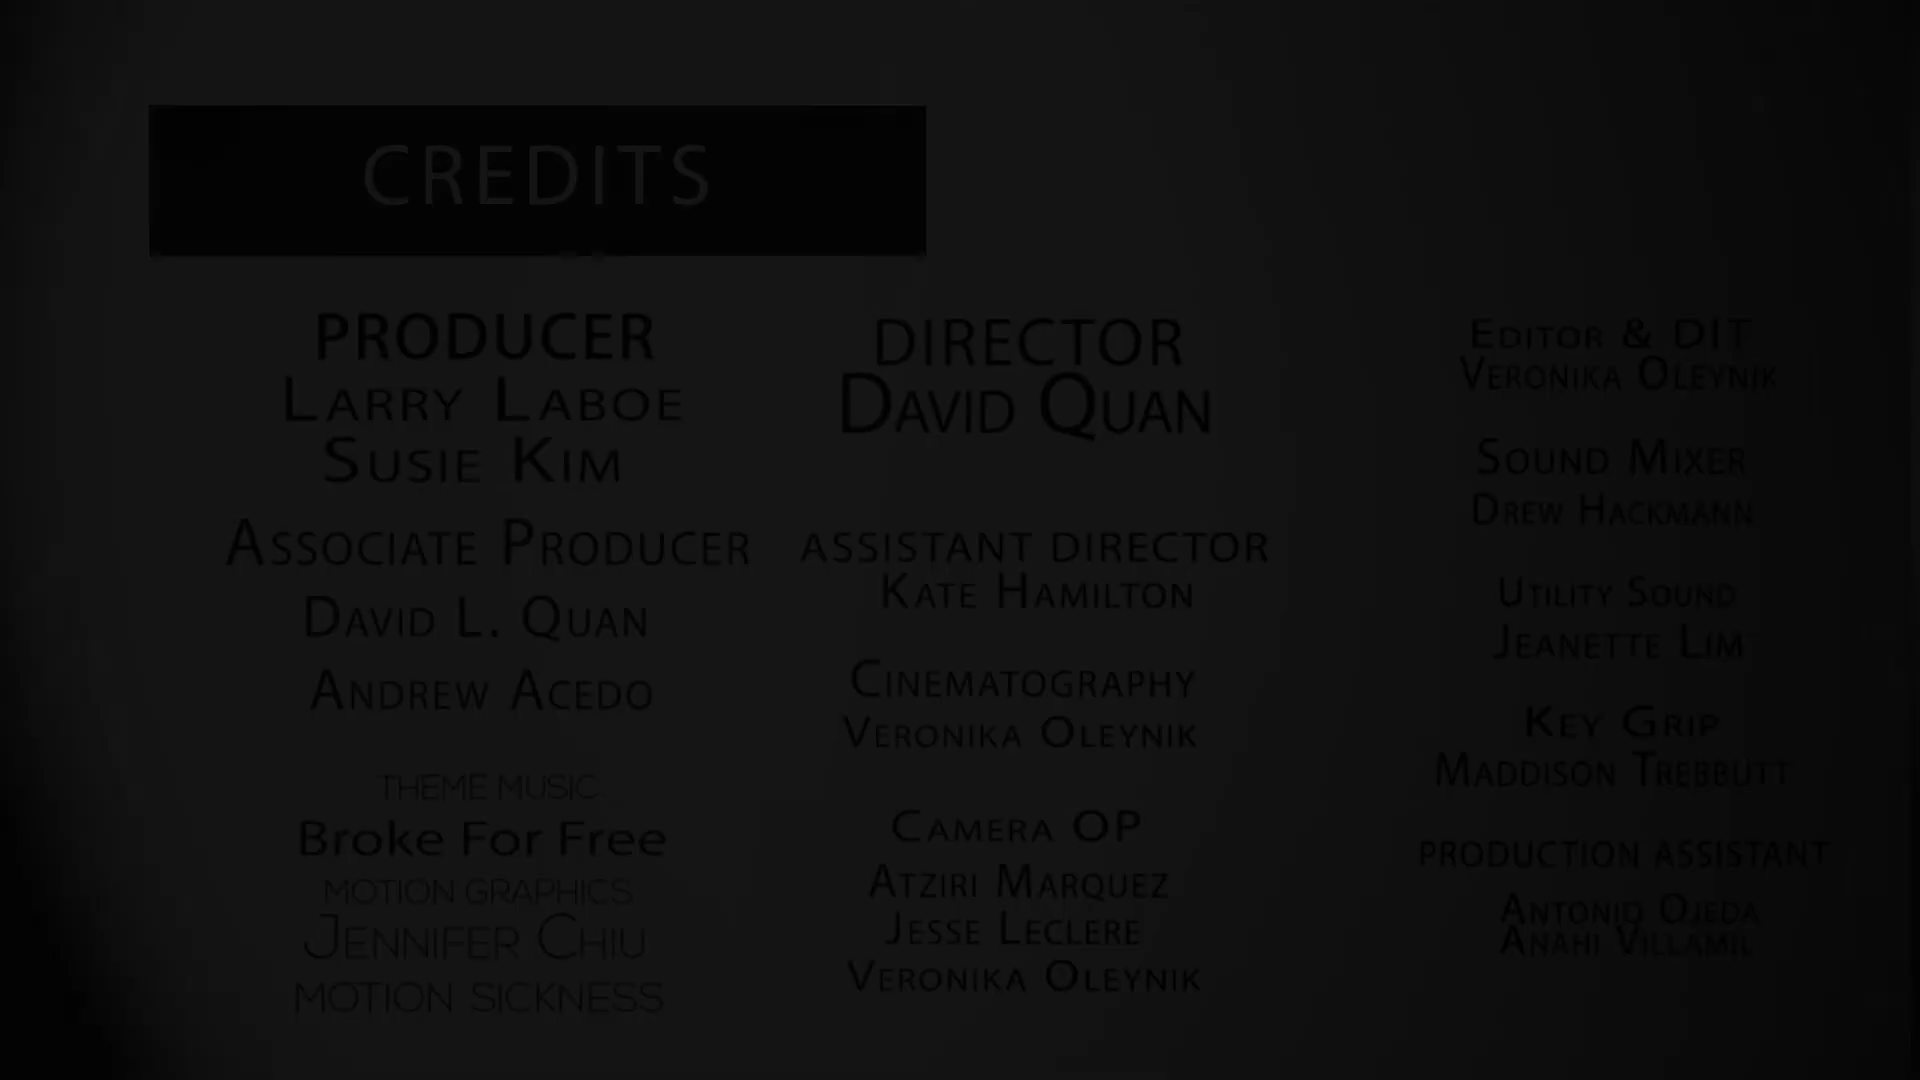 CREDITS
PRODUCER
LARRY LABOE
SUSIE KIM
ASSOCIATE PRODUCER
DAVID L. QUAN
ANDREW ACEDO
THEME MUSIC
Broke For Free
MOTION GRAPHICS
JENNIFER CHIU
MOTION SICKNESS
DIRECTOR
DAVID QUAN
ASSISTANT DIRECTOR
KATE HAMILTON
CINEMATOGRAPHY
VERONIKA OLEYNIK
CAMERA OP
ATZIRI MARQUEZ
JESSE LECLERE
VERONIKA OLEYNIK
EDITOR & DIT
VERONIKA OLEYNIK
SOUND MIXER
DREW HACKMANN
UTILITY SOUND
JEANETTE LIM
KEY GRIP
MADDISON TREBBUTT
PRODUCTION ASSISTANT
ANTONIO OJEDA
ANAHI VILLAMIL